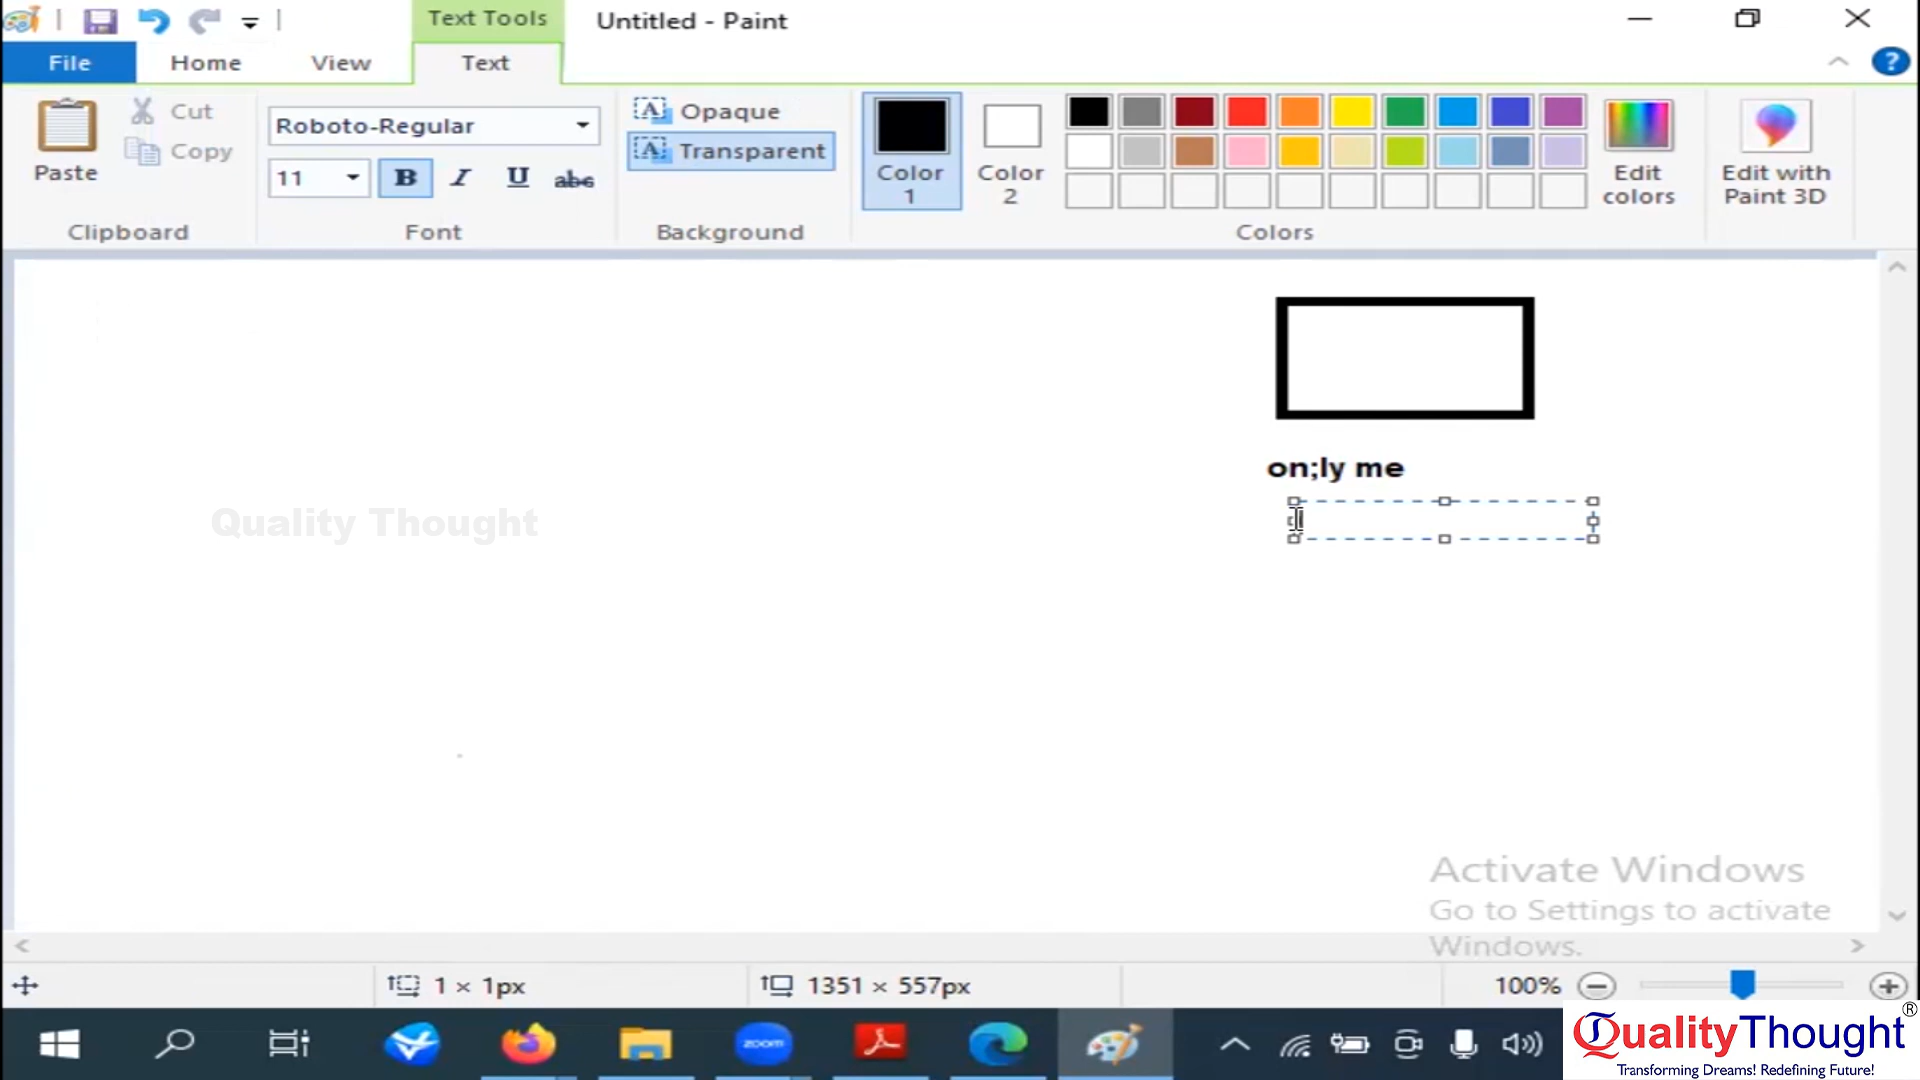 Text Tools
Untitled - Paint
File
Home
View
Text
?
Paste
Cut
Copy
Clipboard
Roboto-Regular
11
B
I
U
abc
Font
A Opaque
A Transparent
Background
Color
1
Color
2
Colors
Edit
colors
Edit with
Paint 3D
on;ly me
Quality Thought
Activate Windows
Go to Settings to activate
Windows.
1 × 1px
1351 × 557px
100%
zoom
QualityThought®
Transforming Dreams! Redefining Future!